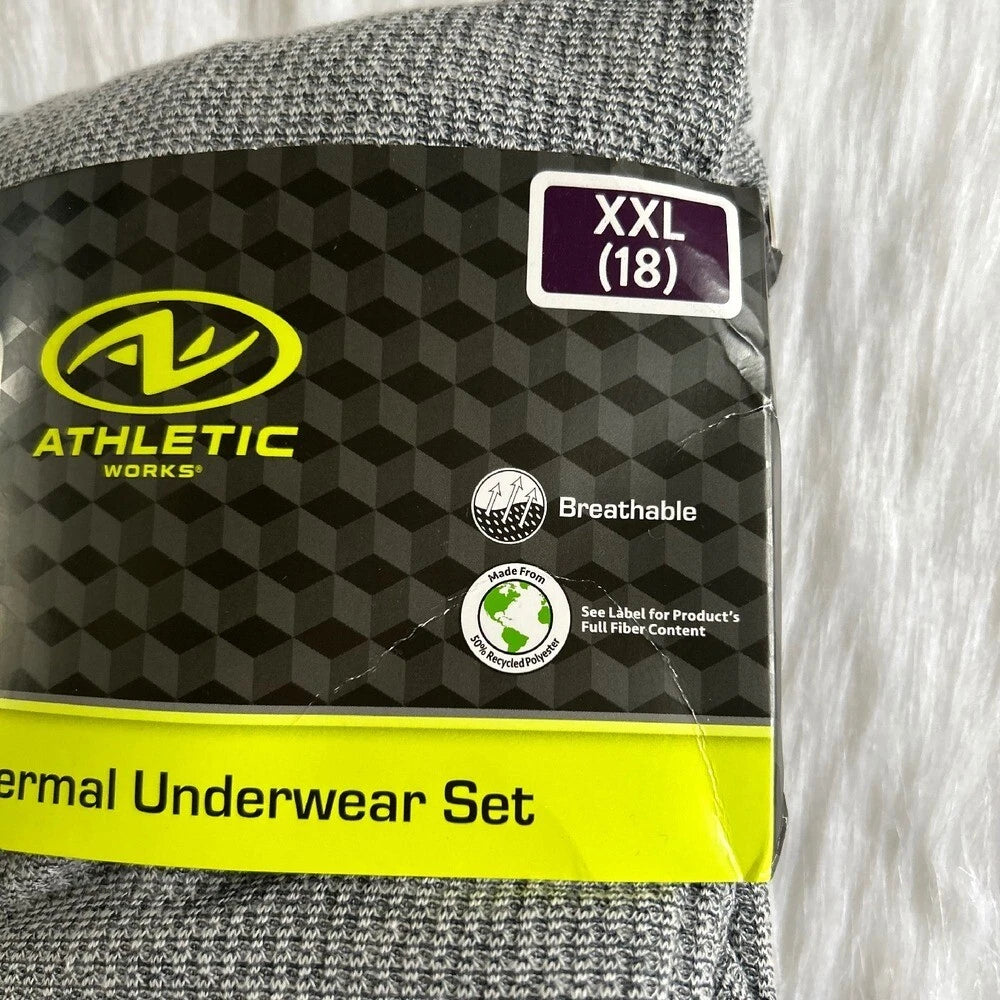 XXL
(18)
ATHLETIC
WORKS®
Breathable
Made From
50% Recycled Polyester
See Label for Product's
Full Fiber Content
ermal Underwear Set